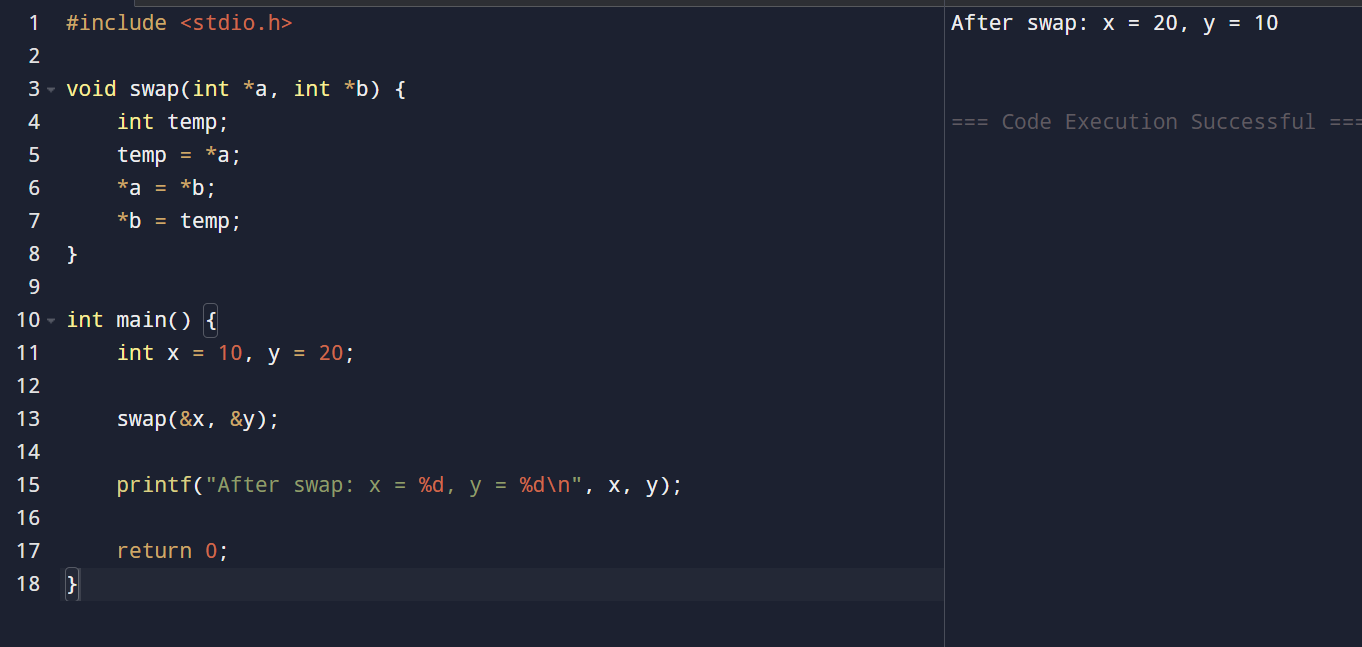 1 #include <stdio.h>
2
3 void swap(int *a, int *b) {
4     int temp;
5     temp = *a;
6     *a = *b;
7     *b = temp;
8 }
9
10 int main() {
11     int x = 10, y = 20;
12
13     swap(&x, &y);
14
15     printf("After swap: x = %d, y = %d\n", x, y);
16
17     return 0;
18 }
After swap: x = 20, y = 10
=== Code Execution Successful ===